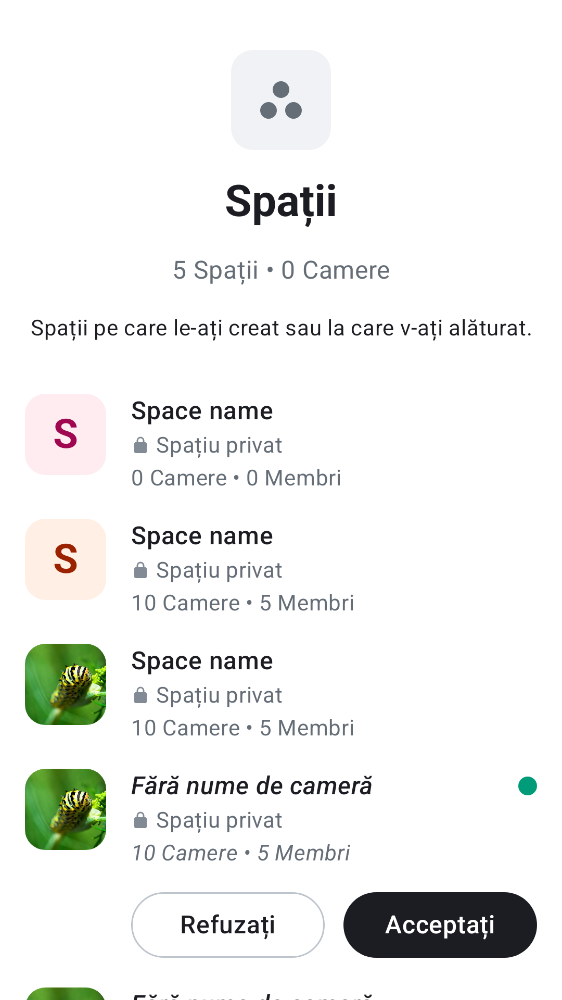 Spații
5 Spații • 0 Camere
Spații pe care le-ați creat sau la care v-ați alăturat.
S
Space name
Spațiu privat
0 Camere • 0 Membri
S
Space name
Spațiu privat
10 Camere • 5 Membri
Space name
Spațiu privat
10 Camere • 5 Membri
Fără nume de cameră
Spațiu privat
10 Camere • 5 Membri
Refuzați
Acceptați